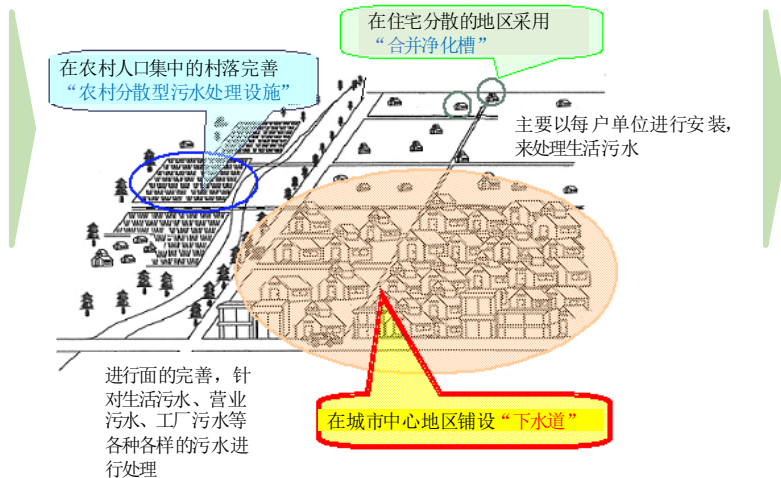 在住宅分散的地区采用
“合并净化槽”
在农村人口集中的村落完善
“农村分散型污水处理设施”
主要以每户单位进行安装，
来处理生活污水
进行面的完善，针
对生活污水、营业
污水、工厂污水等
各种各样的污水进
行处理
在城市中心地区铺设“下水道”